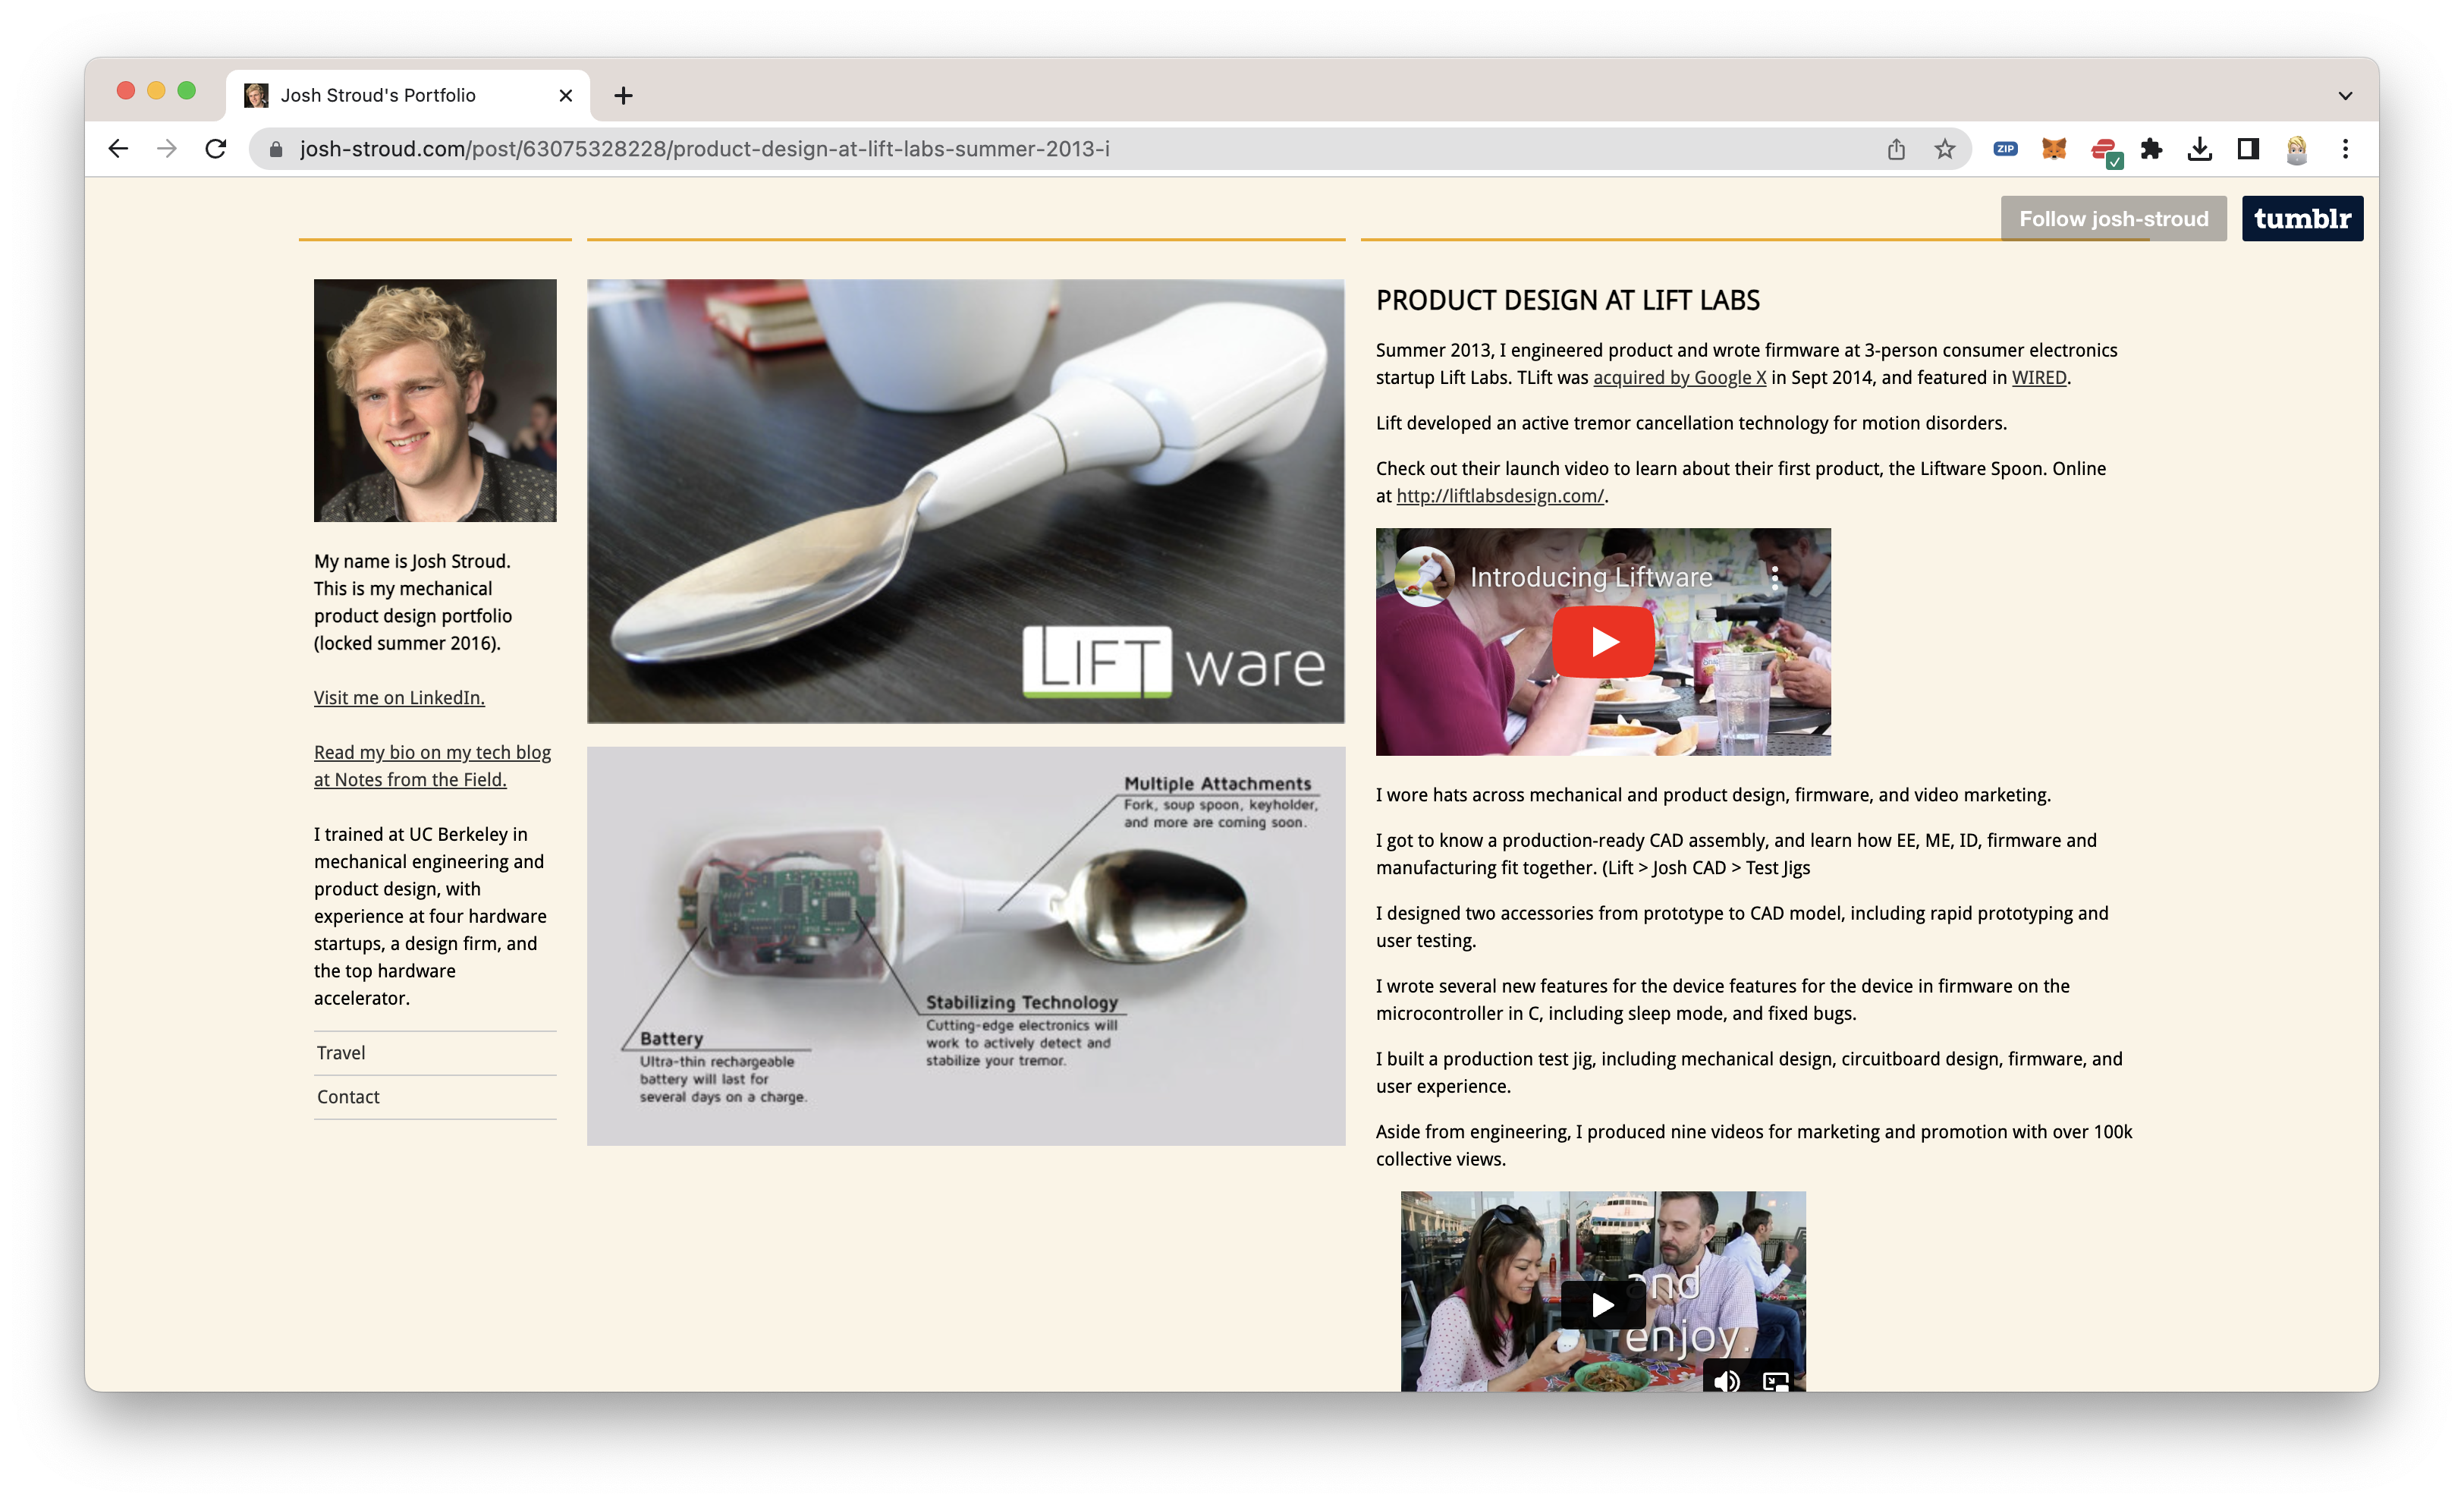 Josh Stroud's Portfolio
josh-stroud.com/post/63075328228/product-design-at-lift-labs-summer-2013-i
ZIP
Follow josh-stroud
tumblr
My name is Josh Stroud.
This is my mechanical
product design portfolio
(locked summer 2016).
Visit me on LinkedIn.
Read my bio on my tech blog
at Notes from the Field.
I trained at UC Berkeley in
mechanical engineering and
product design, with
experience at four hardware
startups, a design firm, and
the top hardware
accelerator.
Travel
Contact
LIFT ware
Multiple Attachments
Fork, soup spoon, keyholder,
and more are coming soon.
Stabilizing Technology
Cutting-edge electronics will
work to actively detect and
stabilize your tremor.
Battery
Ultra-thin rechargeable
battery will last for
several days on a charge.
PRODUCT DESIGN AT LIFT LABS
Summer 2013, I engineered product and wrote firmware at 3-person consumer electronics
startup Lift Labs. TLift was acquired by Google X in Sept 2014, and featured in WIRED.
Lift developed an active tremor cancellation technology for motion disorders.
Check out their launch video to learn about their first product, the Liftware Spoon. Online
at http://liftlabsdesign.com/.
Introducing Liftware
I wore hats across mechanical and product design, firmware, and video marketing.
I got to know a production-ready CAD assembly, and learn how EE, ME, ID, firmware and
manufacturing fit together. (Lift > Josh CAD > Test Jigs
I designed two accessories from prototype to CAD model, including rapid prototyping and
user testing.
I wrote several new features for the device features for the device in firmware on the
microcontroller in C, including sleep mode, and fixed bugs.
I built a production test jig, including mechanical design, circuitboard design, firmware, and
user experience.
Aside from engineering, I produced nine videos for marketing and promotion with over 100k
collective views.
and
enjoy.